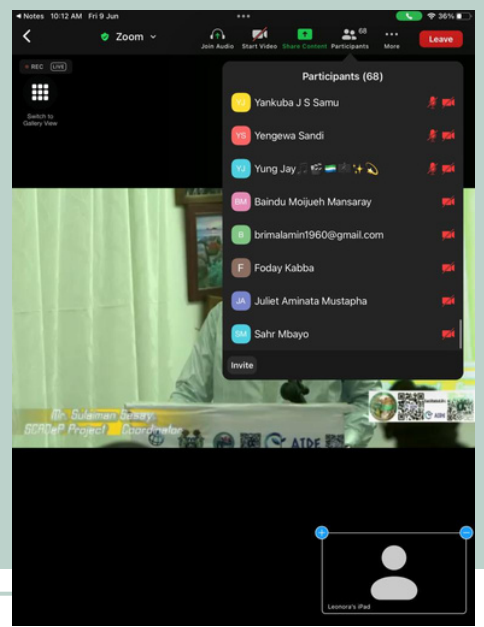 Notes 10:12 AM Fri 9 Jun
36%
Zoom
68
Join Audio Start Video Share Content Participants More
Leave
REC LIVE
Switch to
Gallery View
Participants (68)
YJ Yankuba J S Samu
YS Yengewa Sandi
YJ Yung Jay
BM Baindu Moijueh Mansaray
B brimalamin1960@gmail.com
F Foday Kabba
JA Juliet Aminata Mustapha
SM Sahr Mbayo
Invite
Mr. Sulaiman
Project Coordinator
AIDE
Leonora's iPad